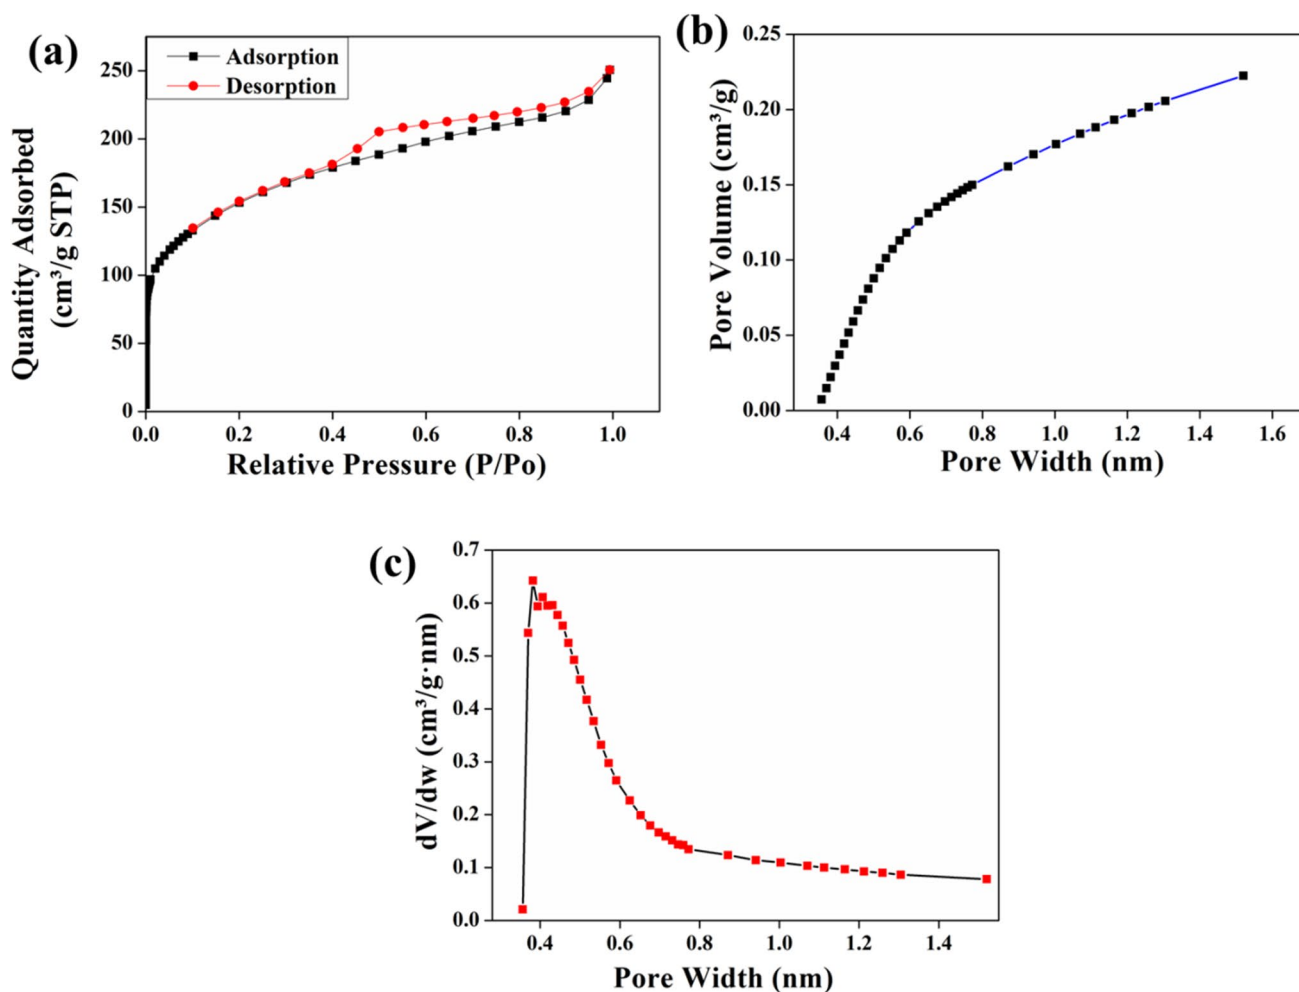 (a)
Adsorption
Desorption
Quantity Adsorbed
(cm³/g STP)
250
200
150
100
50
0
0.0 0.2 0.4 0.6 0.8 1.0
Relative Pressure (P/Po)
(b)
Pore Volume (cm³/g)
0.25
0.20
0.15
0.10
0.05
0.00
0.4 0.6 0.8 1.0 1.2 1.4 1.6
Pore Width (nm)
(c)
dV/dw (cm³/g·nm)
0.7
0.6
0.5
0.4
0.3
0.2
0.1
0.0
0.4 0.6 0.8 1.0 1.2 1.4
Pore Width (nm)